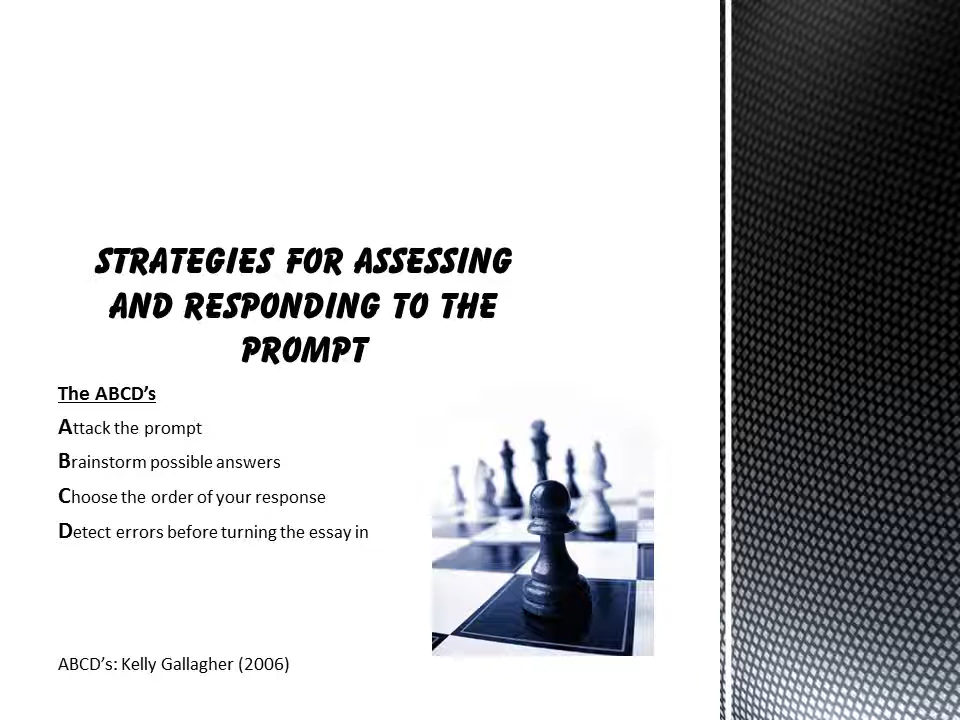 STRATEGIES FOR ASSESSING
AND RESPONDING TO THE
PROMPT
The ABCD’s
Attack the prompt
Brainstorm possible answers
Choose the order of your response
Detect errors before turning the essay in
ABCD’s: Kelly Gallagher (2006)